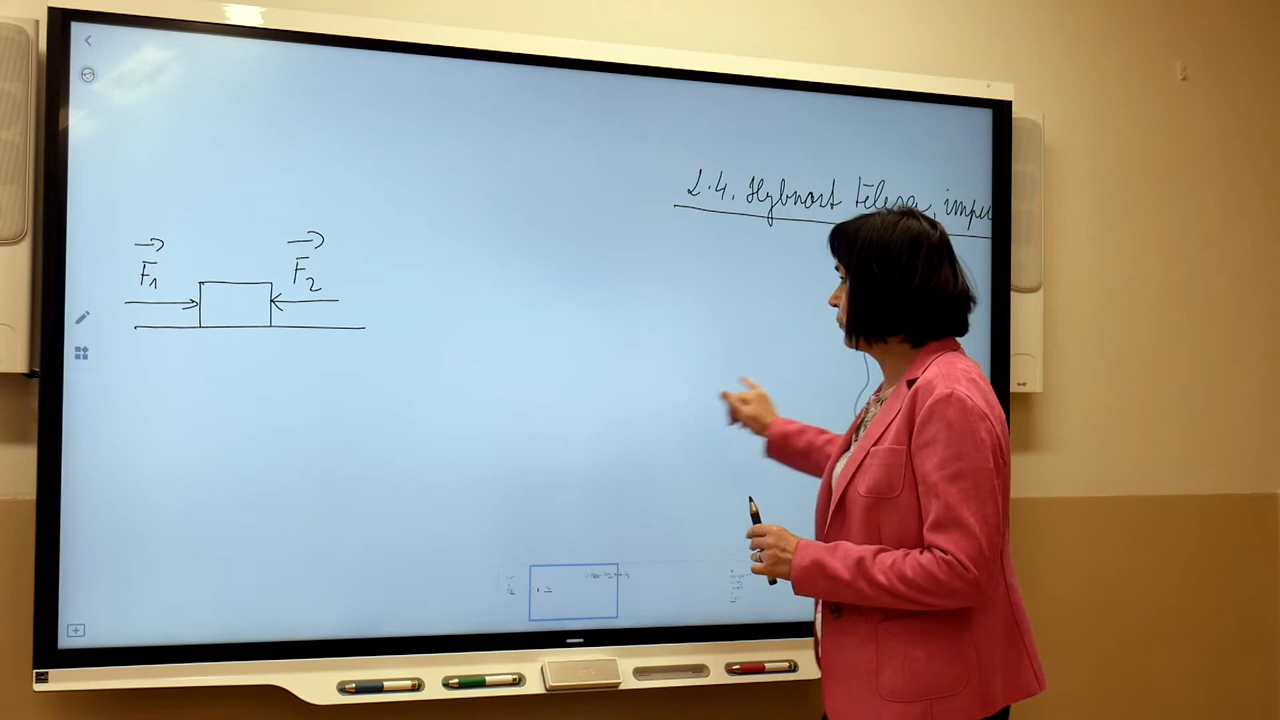 2.4. Hybnost tělesa, impu
F₁
F₂